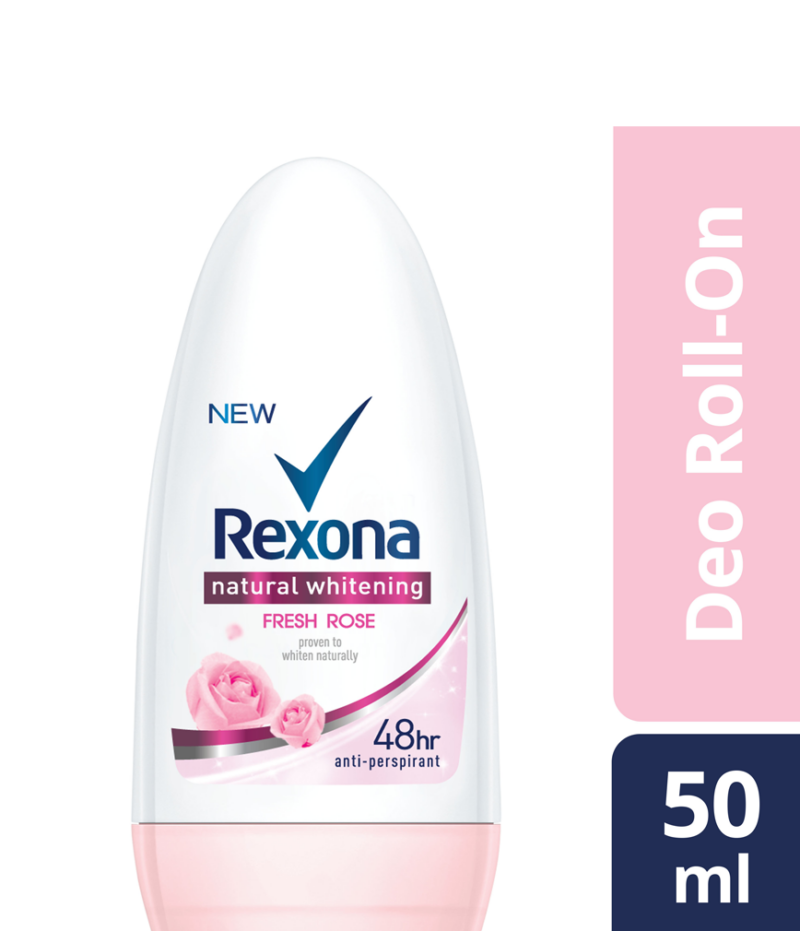 NEW
Rexona
natural whitening
FRESH ROSE
proven to
whiten naturally
48hr
anti-perspirant
Deo Roll-On
50
ml